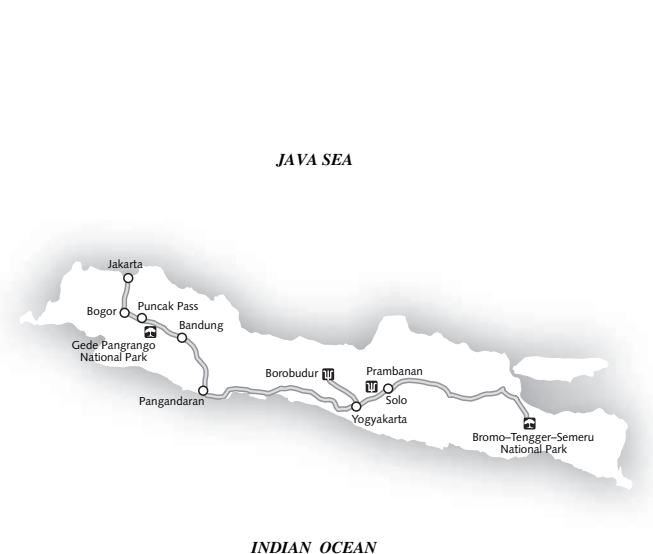 JAVA SEA
Jakarta
Bogor
Puncak Pass
Bandung
Gede Pangrango
National Park
Pangandaran
Borobudur
Prambanan
Solo
Yogyakarta
Bromo–Tengger–Semeru
National Park
INDIAN OCEAN